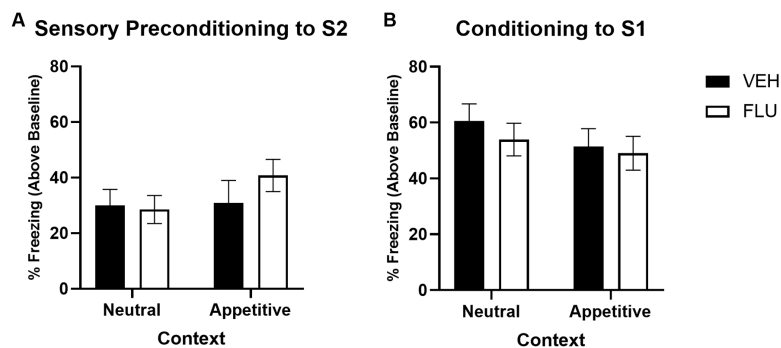 A Sensory Preconditioning to S2
% Freezing (Above Baseline)
80
60
40
20
0
Neutral Appetitive
Context
B Conditioning to S1
% Freezing (Above Baseline)
80
60
40
20
0
Neutral Appetitive
Context
VEH
FLU